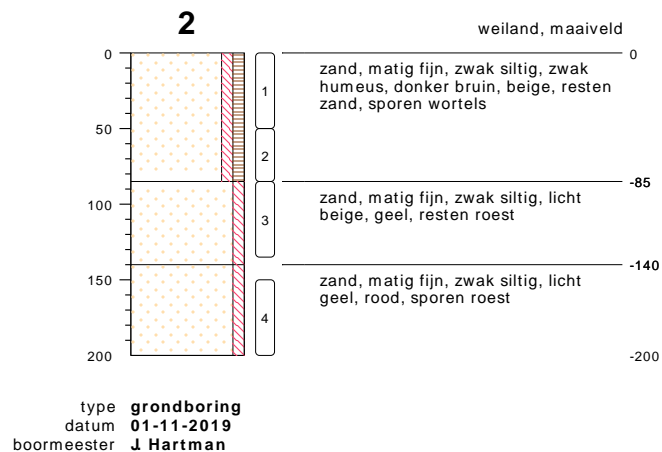 2
weiland, maaiveld
0
0
zand, matig fijn, zwak siltig, zwak
humeus, donker bruin, beige, resten
zand, sporen wortels
1
50
2
-85
zand, matig fijn, zwak siltig, licht
beige, geel, resten roest
100
3
-140
150
zand, matig fijn, zwak siltig, licht
geel, rood, sporen roest
4
200
-200
type grondboring
datum 01-11-2019
boormeester J. Hartman